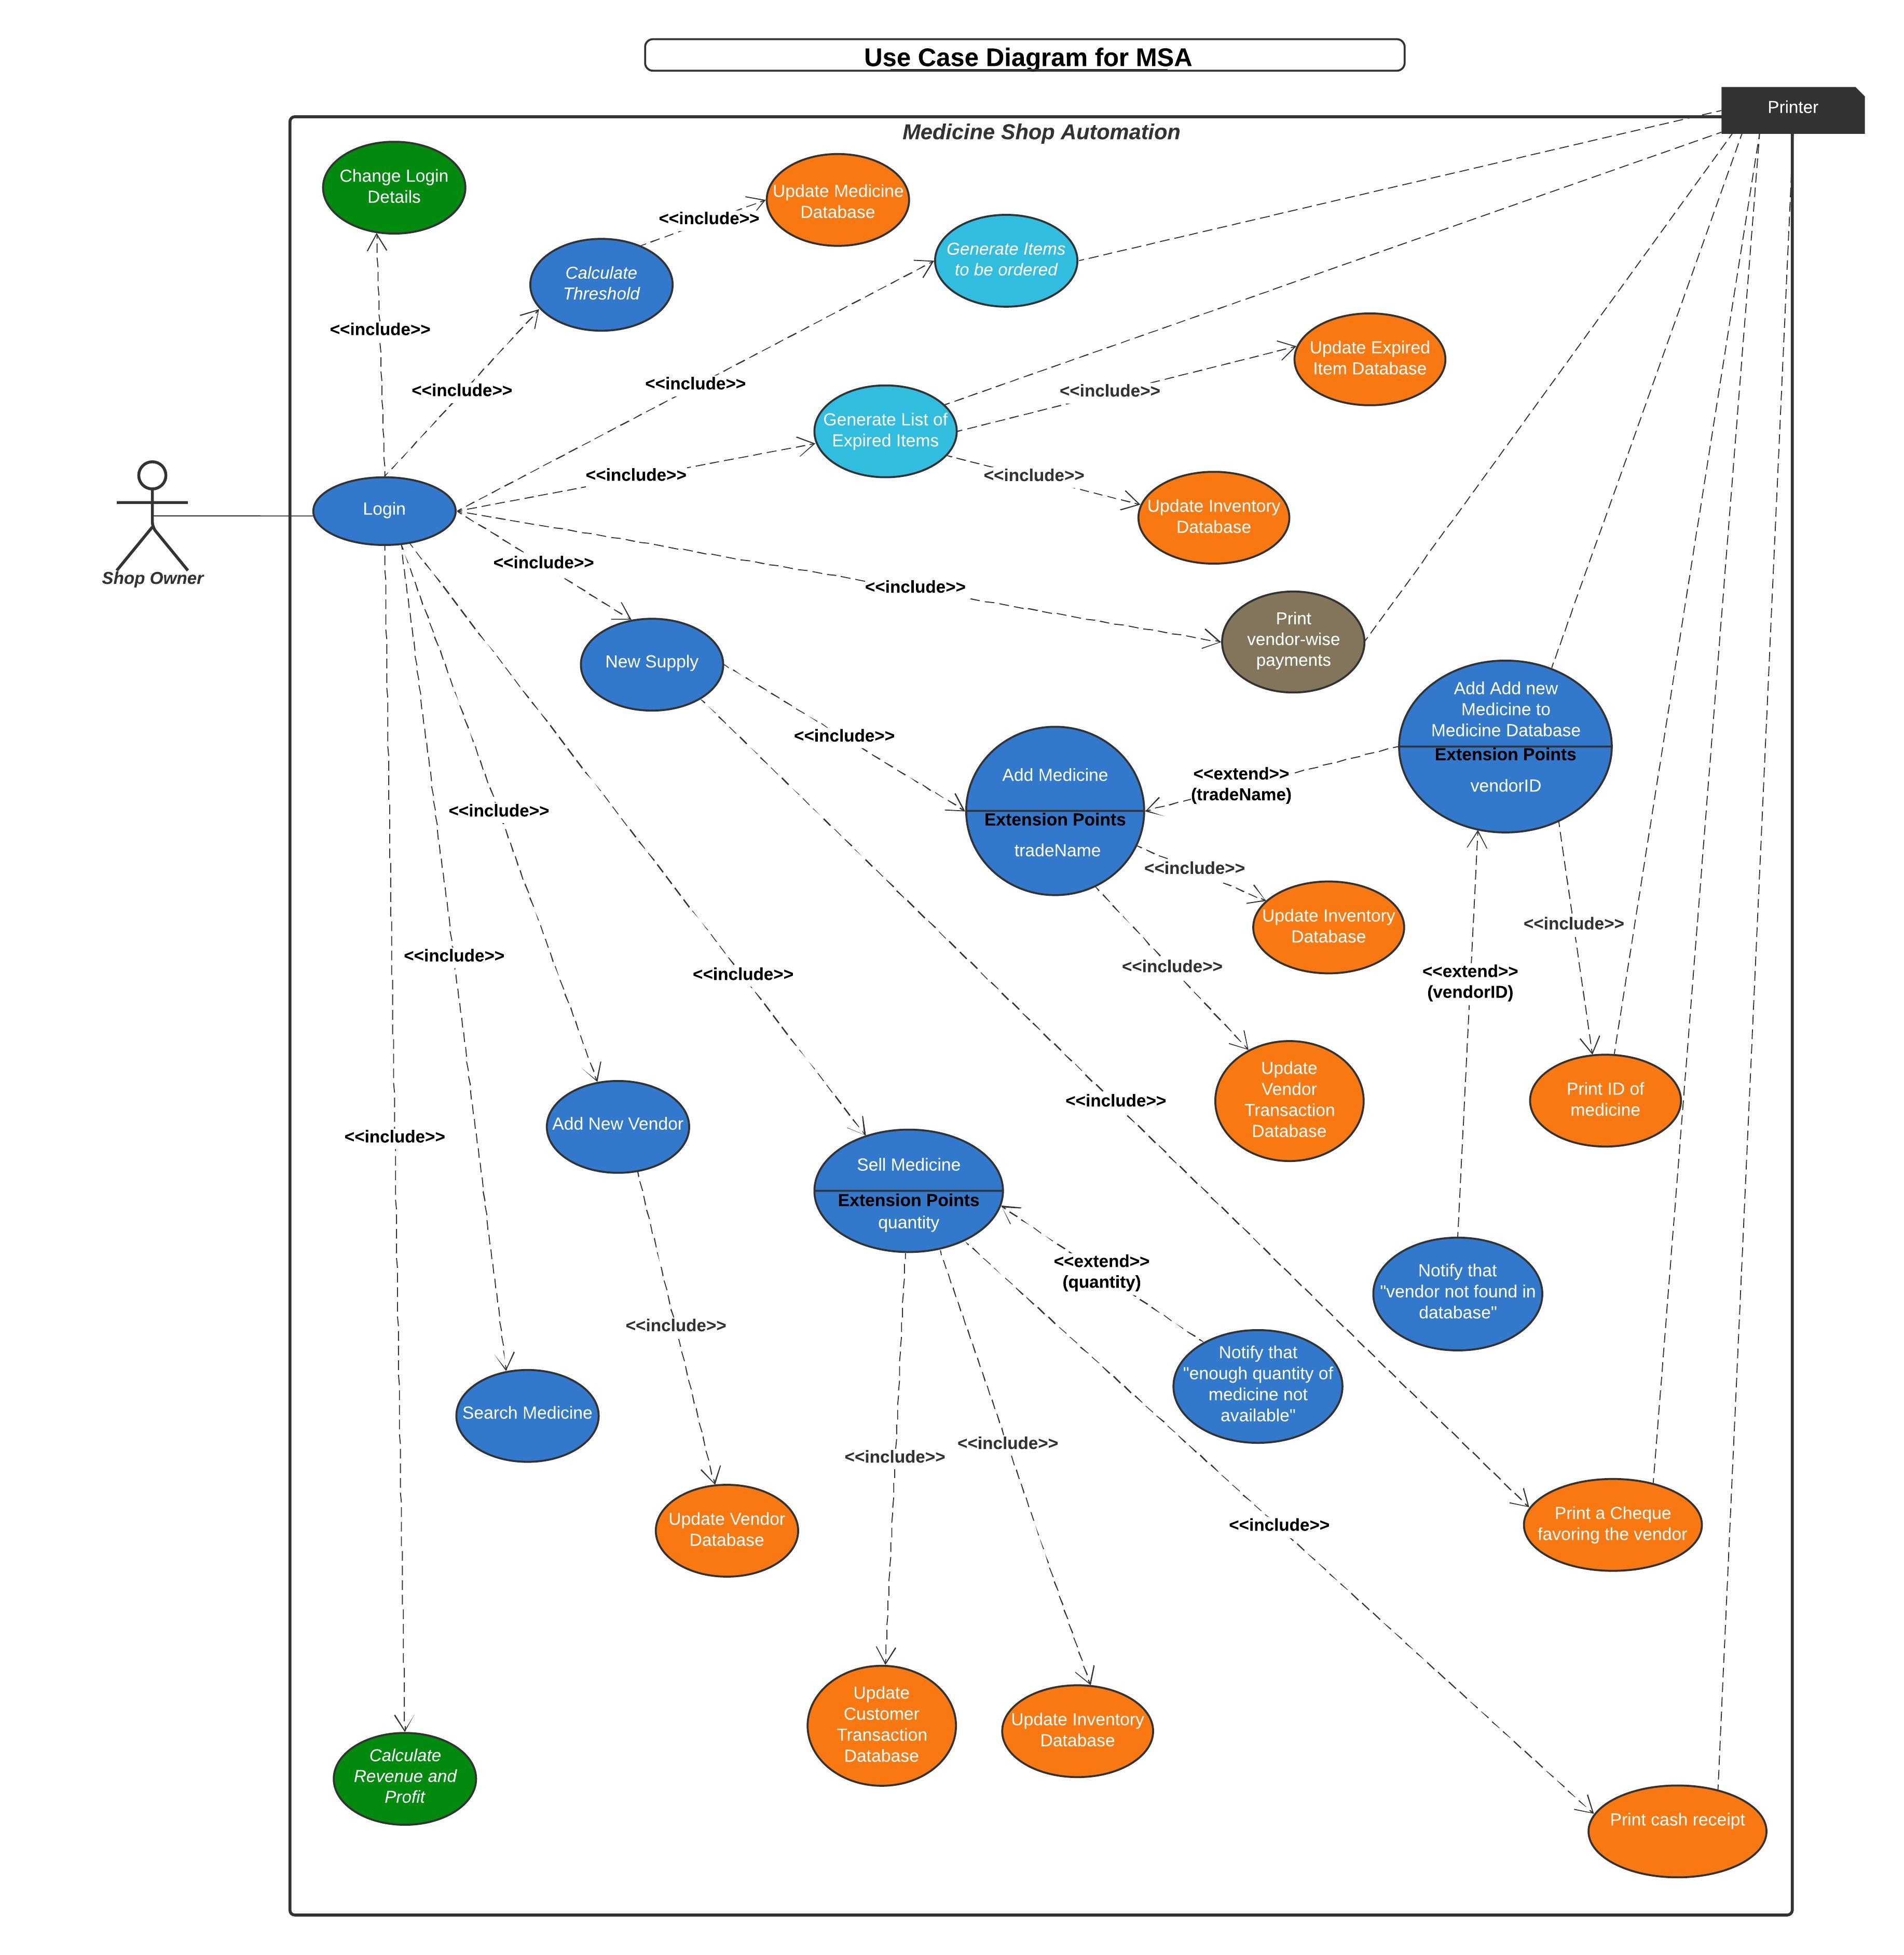 Use Case Diagram for MSA
Printer
Medicine Shop Automation
Change Login
Details
Update Medicine
Database
<<include>>
Calculate
Threshold
Generate Items
to be ordered
<<include>>
<<include>>
<<include>>
Update Expired
Item Database
<<include>>
Generate List of
Expired Items
<<include>>
<<include>>
Update Inventory
Database
Login
Shop Owner
<<include>>
<<include>>
Print
vendor-wise
payments
New Supply
<<include>>
Add Add new
Medicine to
Medicine Database
Extension Points
vendorID
<<extend>>
(tradeName)
Add Medicine
Extension Points
tradeName
<<include>>
<<include>>
Update Inventory
Database
<<include>>
<<include>>
<<include>>
<<include>>
<<extend>>
(vendorID)
Update
Vendor
Transaction
Database
Print ID of
medicine
<<include>>
Add New Vendor
<<include>>
Sell Medicine
Extension Points
quantity
<<extend>>
(quantity)
Notify that
"vendor not found in
database"
<<include>>
Notify that
"enough quantity of
medicine not
available"
Search Medicine
<<include>>
<<include>>
Update Vendor
Database
<<include>>
Print a Cheque
favoring the vendor
Update
Customer
Transaction
Database
Update Inventory
Database
Calculate
Revenue and
Profit
Print cash receipt